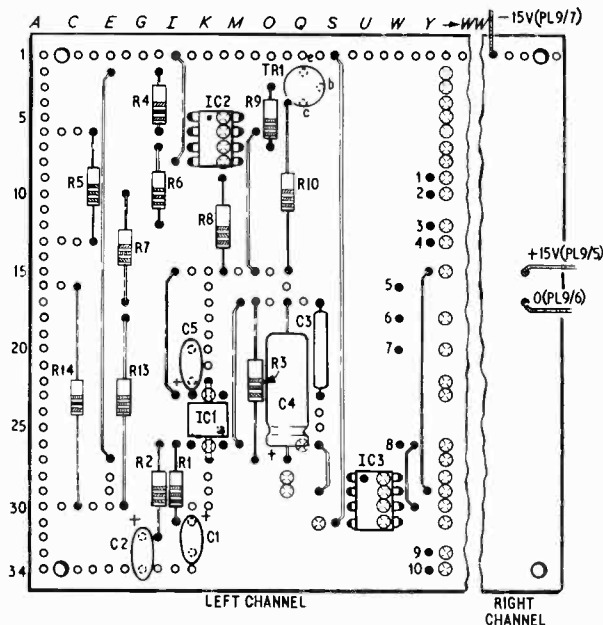 A C E G I K M O Q S U W Y → WW -15V(PL9/7)
1
TR1 e b c
R4 IC2 R9
5
R5 R6 R10 1
10 2
R8
R7 3
4
15 +15V(PL9/5)
5 0(PL9/6)
6
C5 C3
20 7
R14 R13 R3
+ C4
IC1
25
8
R2 R1 + IC3
30
+ +
C2 C1 9
34 10
LEFT CHANNEL RIGHT
CHANNEL